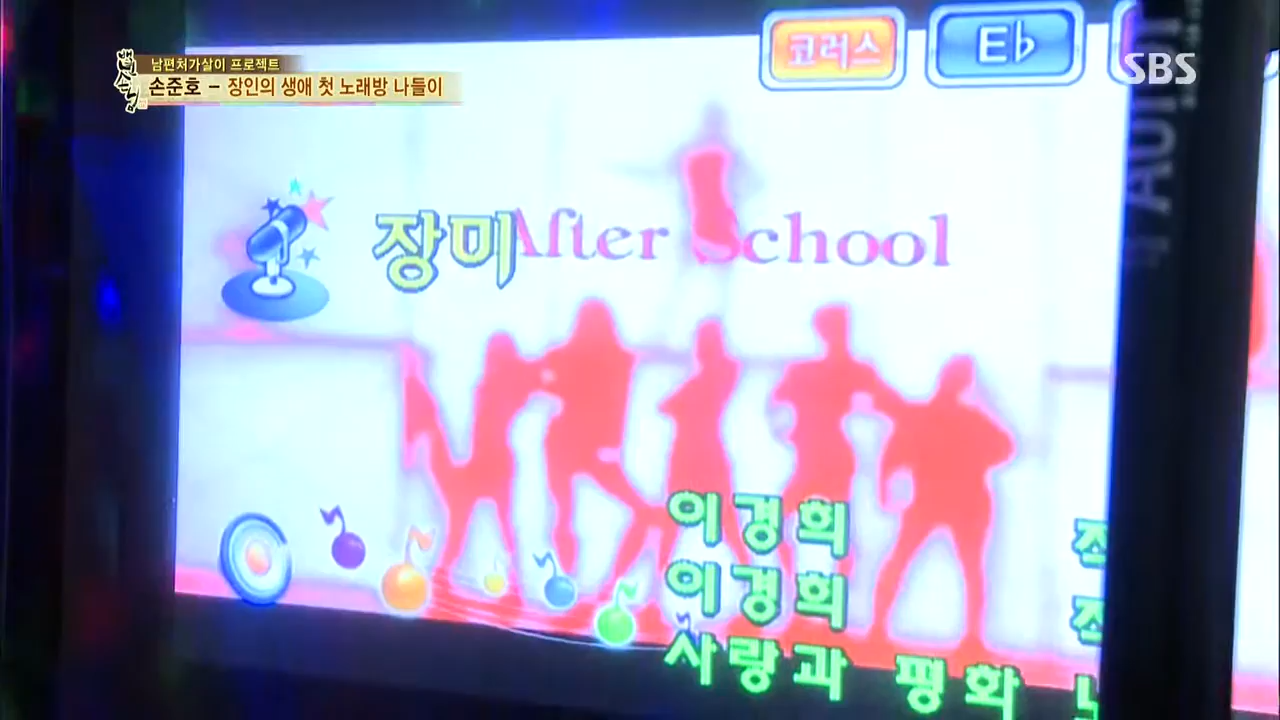 남편처가살이 프로젝트
손준호 - 장인의 생애 첫 노래방 나들이
코러스 E♭
SBS
장미 After School
이경희
이경희
사랑과 평화